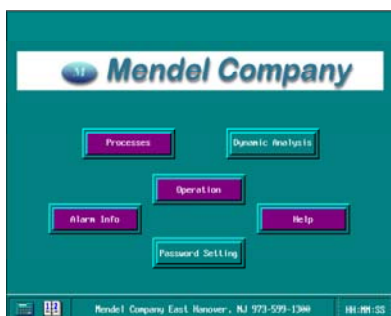 M Mendel Company
Processes
Dynamic Analysis
Operation
Alarm Info
Help
Password Setting
Mendel Company East Hanover, NJ 973-599-1300
HH:MM:SS